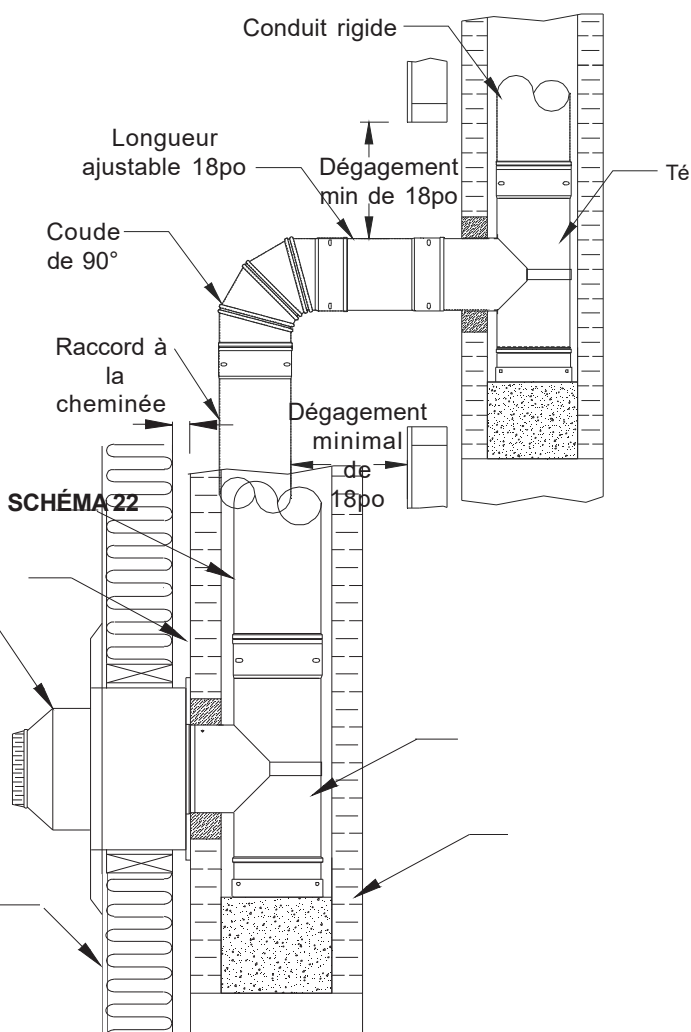 Conduit rigide
Longueur
ajustable 18po
Dégagement
min de 18po
Té
Coude
de 90°
Raccord à
la
cheminée
Dégagement
minimal
de
18po
SCHÉMA 22